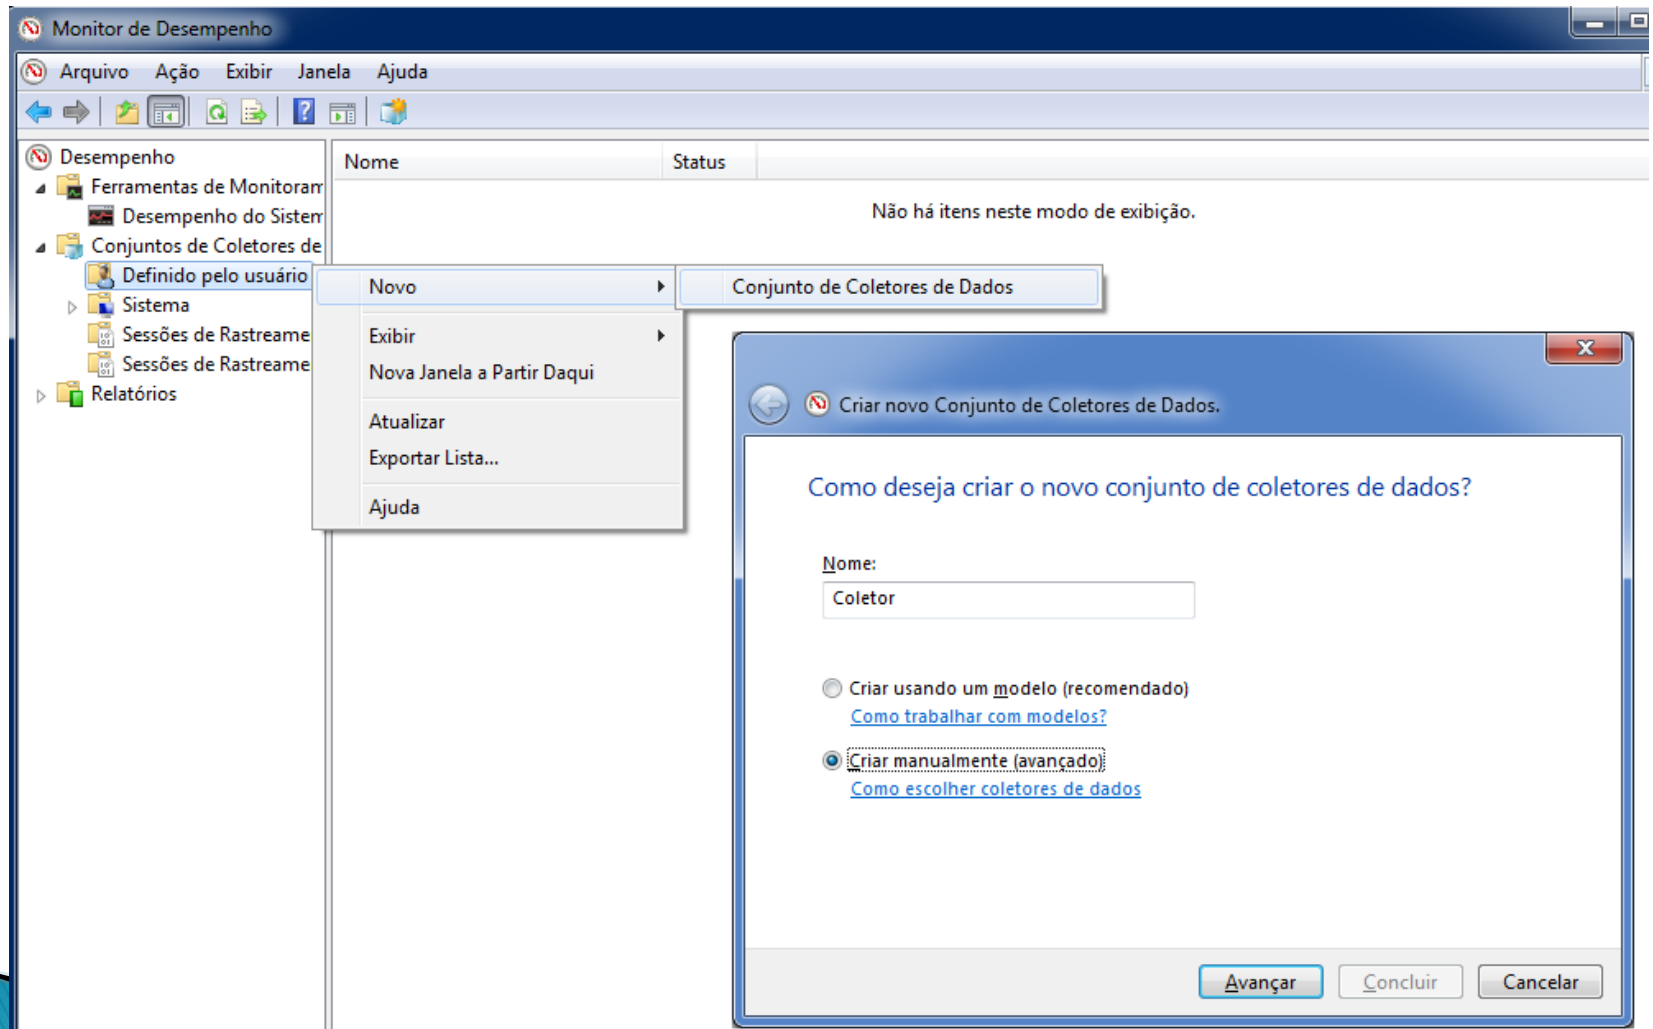 Monitor de Desempenho
Arquivo Ação Exibir Janela Ajuda
Desempenho
Ferramentas de Monitoram
Desempenho do Sistem
Conjuntos de Coletores de
Definido pelo usuário
Sistema
Sessões de Rastreame
Sessões de Rastreame
Relatórios
Nome Status
Não há itens neste modo de exibição.
Novo
Exibir
Nova Janela a Partir Daqui
Atualizar
Exportar Lista...
Ajuda
Conjunto de Coletores de Dados
Criar novo Conjunto de Coletores de Dados.
Como deseja criar o novo conjunto de coletores de dados?
Nome:
Coletor
Criar usando um modelo (recomendado)
Como trabalhar com modelos?
Criar manualmente (avançado)
Como escolher coletores de dados
Avançar Concluir Cancelar